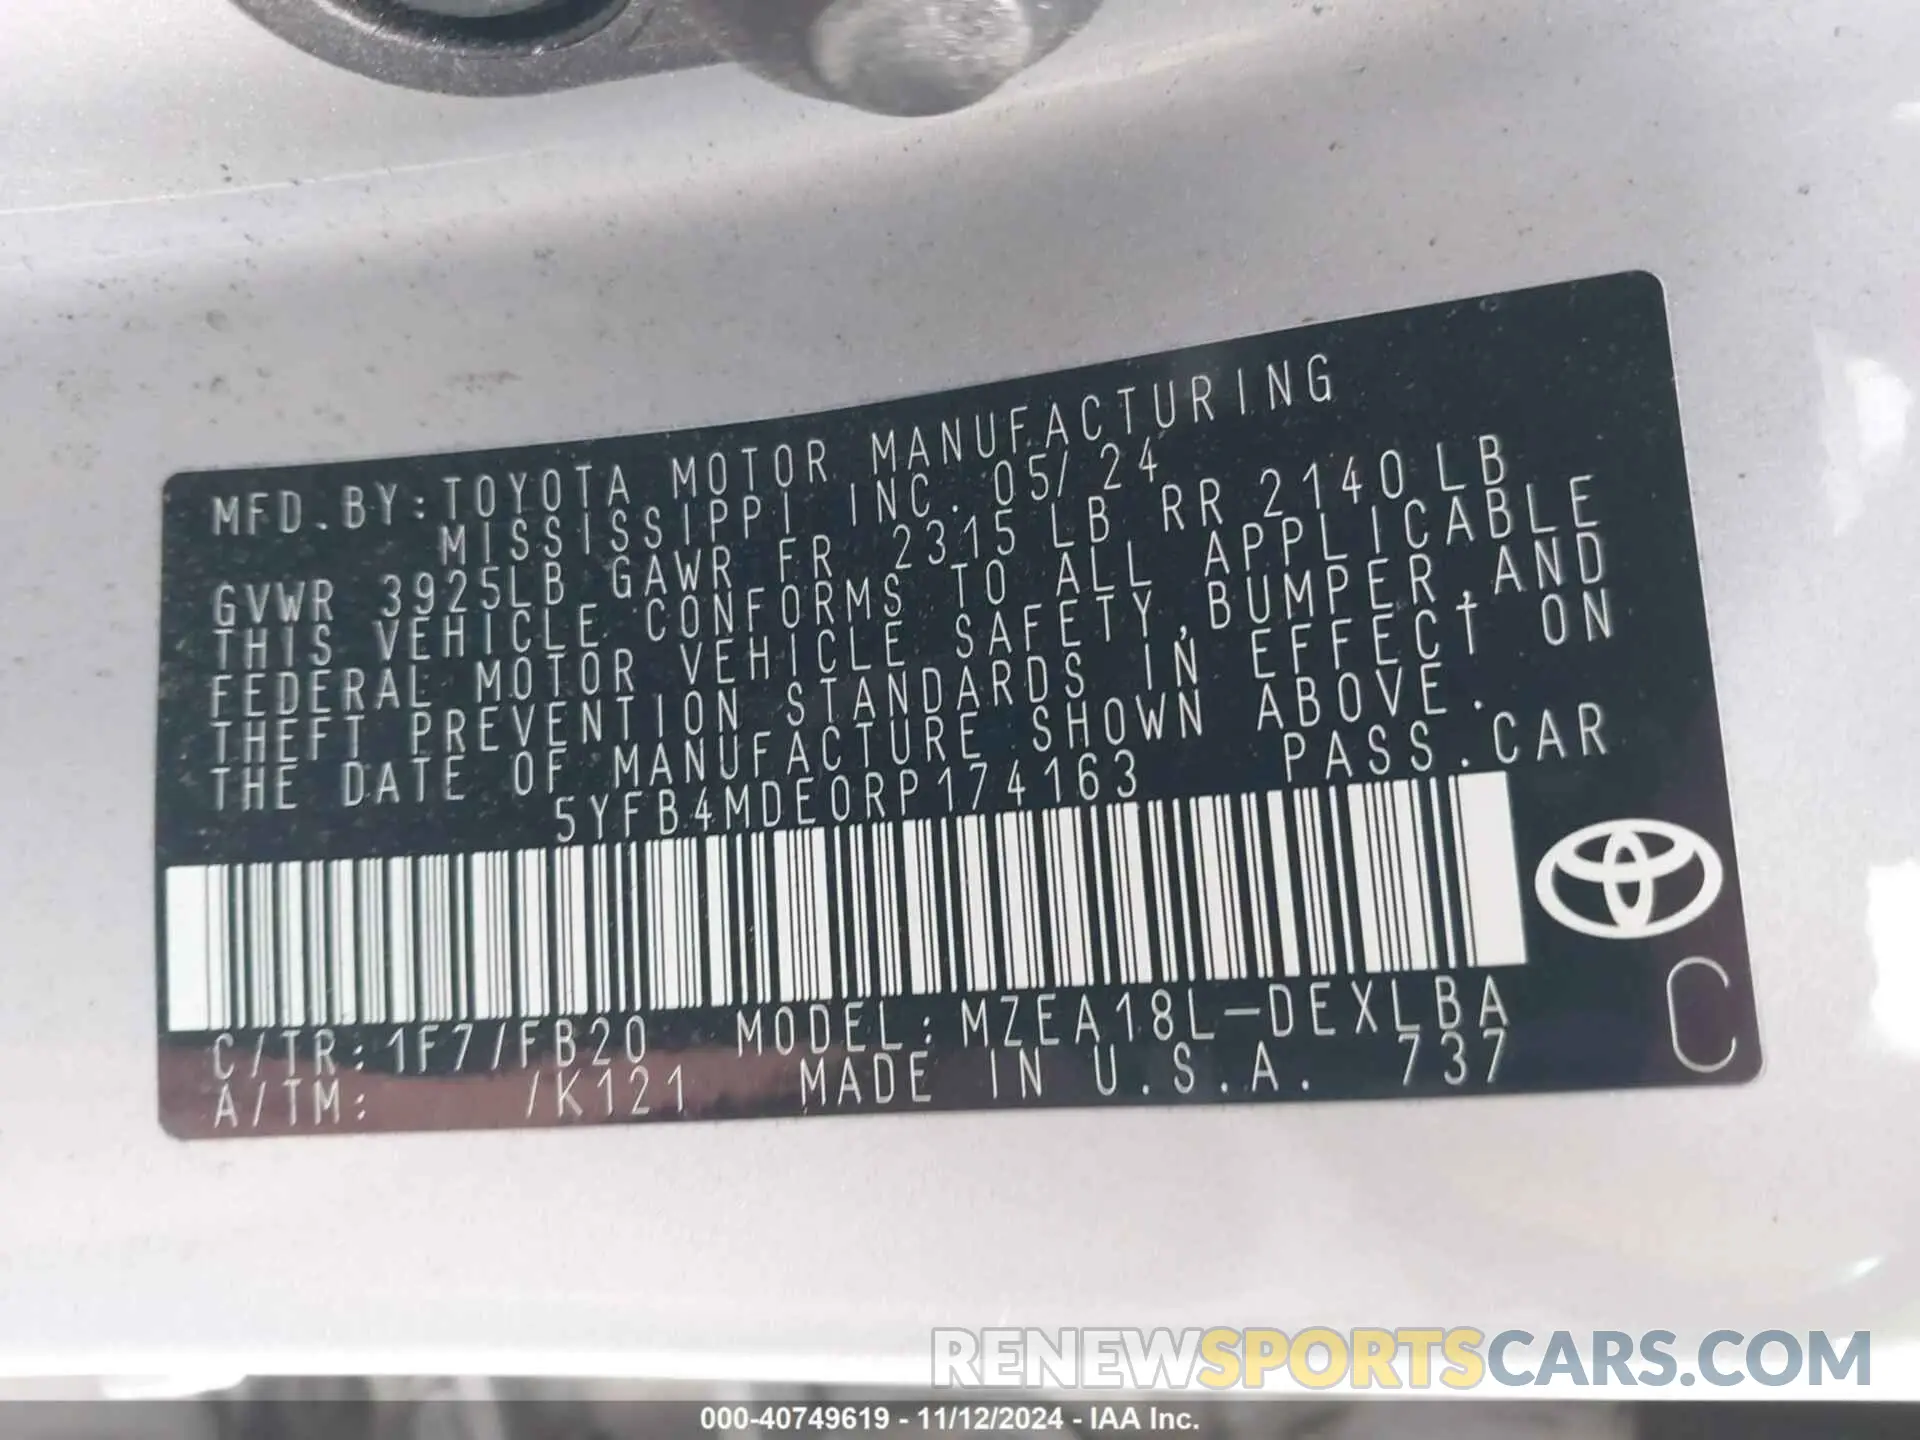 MFD.BY:TOYOTA MOTOR MANUFACTURING
MISSISSIPPI INC. 05/24
GVWR 3925LB GAWR FR 2315 LB RR 2140 LB
THIS VEHICLE CONFORMS TO ALL APPLICABLE
FEDERAL MOTOR VEHICLE SAFETY,BUMPER,AND
THEFT PREVENTION STANDARDS IN EFFECT ON
THE DATE OF MANUFACTURE SHOWN ABOVE.
5YFB4MDE0RP174163 PASS.CAR
C/TR:1F7/FB20 MODEL:MZEA18L-DEXLBA
A/TM: /K121 MADE IN U.S.A. 737
C
RENEWSPORTSCARS.COM
000-40749619 - 11/12/2024 - IAA Inc.